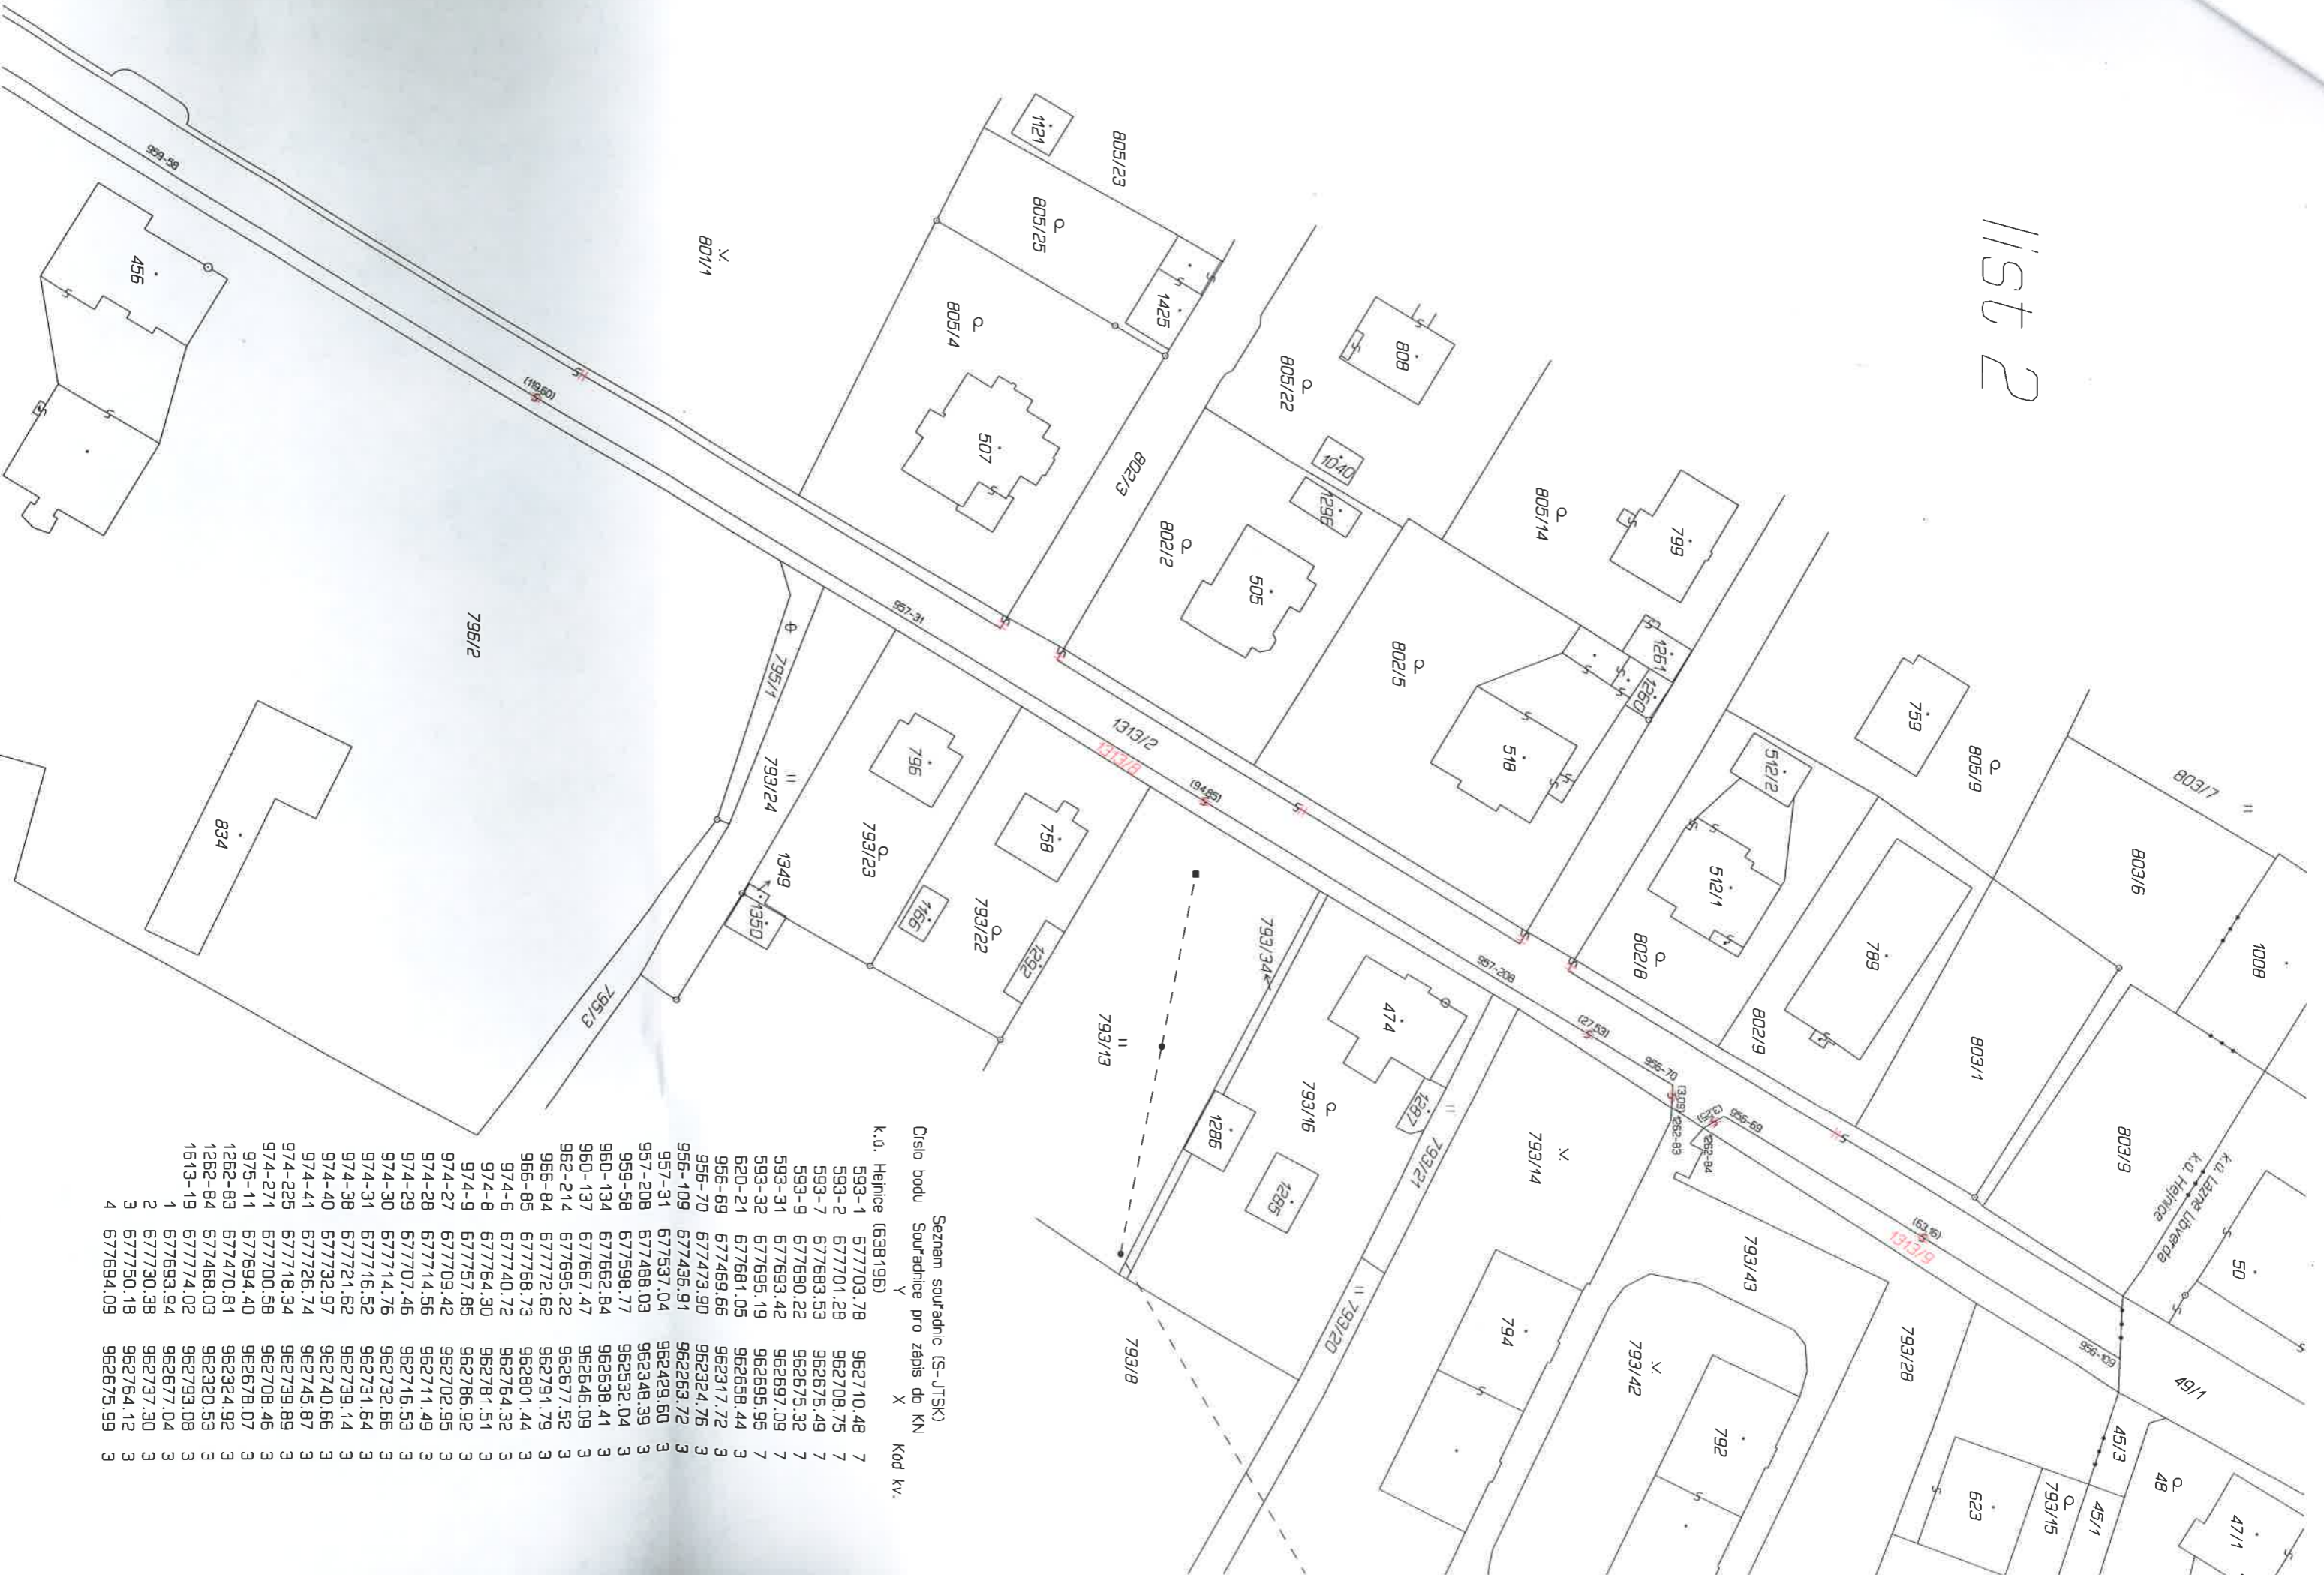 list 2
1121
805/23
805/25
1425
805/4
801/1
507
802/3
808
805/22
1040
1296
802/2
505
805/14
799
802/5
1261
1260
518
759
805/9
512/2
512/1
802/8
789
802/9
803/7
803/6
1008
803/1
803/9
k.ú. Lázně Libverda
k.ú. Hejnice
50
959-58
456
(119.60)
957-31
1313/2
1313/8
(94.85)
957-208
(27.53)
956-70
(3.09)
1262-83
(3.25)
1262-84
956-69
(63.16)
1313/9
956-109
49/1
45/3
48
47/1
45/1
793/15
623
793/28
793/43
793/42
792
794
793/14
793/21
793/20
1287
474
793/16
1285
1286
793/34
793/13
793/8
758
793/22
1292
1166
796
793/23
793/24
1349
1350
795/1
795/3
796/2
834
Seznam souřadnic (S-JTSK)
Číslo bodu Souřadnice pro zápis do KN
Y X Kód kv.
k.ú. Hejnice (638196)
593-1 677703.78 962710.48 7
593-2 677701.28 962708.75 7
593-7 677683.53 962676.49 7
593-9 677680.22 962675.32 7
593-31 677693.42 962697.09 7
593-32 677695.19 962695.95 7
620-21 677681.05 962658.44 3
956-69 677469.66 962317.72 3
956-70 677473.90 962324.76 3
956-109 677436.91 962263.72 3
957-31 677537.04 962429.60 3
957-208 677488.03 962348.39 3
959-58 677598.77 962532.04 3
960-134 677662.84 962638.41 3
960-137 677667.47 962646.09 3
962-214 677695.22 962677.52 3
966-84 677772.62 962791.79 3
966-85 677768.73 962801.44 3
974-6 677740.72 962764.32 3
974-8 677764.30 962781.51 3
974-9 677757.85 962786.92 3
974-27 677709.42 962702.95 3
974-28 677714.56 962711.49 3
974-29 677707.46 962716.53 3
974-30 677714.76 962732.66 3
974-31 677716.52 962731.64 3
974-38 677721.62 962739.14 3
974-40 677732.97 962740.66 3
974-41 677726.74 962745.87 3
974-225 677718.34 962739.89 3
974-271 677700.58 962708.46 3
975-11 677694.40 962678.07 3
1262-83 677470.81 962324.92 3
1262-84 677468.03 962320.53 3
1613-19 677774.02 962793.08 3
1 677693.94 962677.04 3
2 677730.38 962737.30 3
3 677750.18 962764.12 3
4 677694.09 962675.99 3